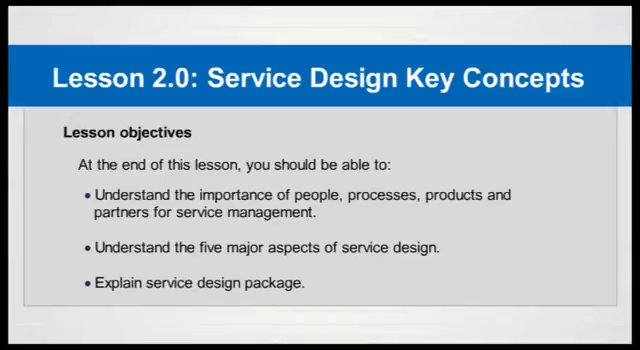 Lesson 2.0: Service Design Key Concepts
Lesson objectives
At the end of this lesson, you should be able to:
• Understand the importance of people, processes, products and
partners for service management.
• Understand the five major aspects of service design.
• Explain service design package.